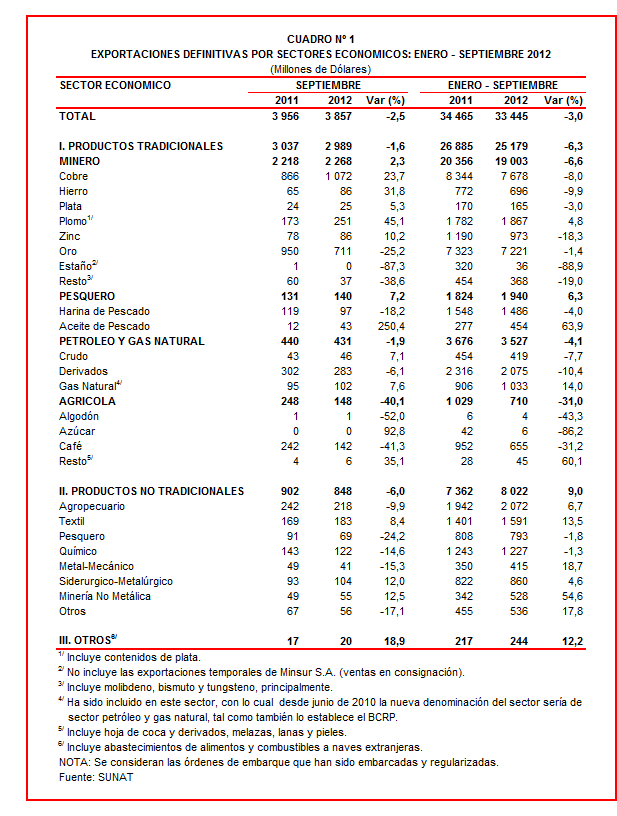 CUADRO Nº 1
EXPORTACIONES DEFINITIVAS POR SECTORES ECONOMICOS: ENERO - SEPTIEMBRE 2012
(Millones de Dólares)
SECTOR ECONOMICO SEPTIEMBRE ENERO - SEPTIEMBRE
2011 2012 Var (%) 2011 2012 Var (%)
TOTAL 3 956 3 857 -2,5 34 465 33 445 -3,0
I. PRODUCTOS TRADICIONALES 3 037 2 989 -1,6 26 885 25 179 -6,3
MINERO 2 218 2 268 2,3 20 356 19 003 -6,6
Cobre 866 1 072 23,7 8 344 7 678 -8,0
Hierro 65 86 31,8 772 696 -9,9
Plata 24 25 5,3 170 165 -3,0
Plomo1/ 173 251 45,1 1 782 1 867 4,8
Zinc 78 86 10,2 1 190 973 -18,3
Oro 950 711 -25,2 7 323 7 221 -1,4
Estaño2/ 1 0 -87,3 320 36 -88,9
Resto3/ 60 37 -38,6 454 368 -19,0
PESQUERO 131 140 7,2 1 824 1 940 6,3
Harina de Pescado 119 97 -18,2 1 548 1 486 -4,0
Aceite de Pescado 12 43 250,4 277 454 63,9
PETROLEO Y GAS NATURAL 440 431 -1,9 3 676 3 527 -4,1
Crudo 43 46 7,1 454 419 -7,7
Derivados 302 283 -6,1 2 316 2 075 -10,4
Gas Natural4/ 95 102 7,6 906 1 033 14,0
AGRICOLA 248 148 -40,1 1 029 710 -31,0
Algodón 1 1 -52,0 6 4 -43,3
Azúcar 0 0 92,8 42 6 -86,2
Café 242 142 -41,3 952 655 -31,2
Resto5/ 4 6 35,1 28 45 60,1
II. PRODUCTOS NO TRADICIONALES 902 848 -6,0 7 362 8 022 9,0
Agropecuario 242 218 -9,9 1 942 2 072 6,7
Textil 169 183 8,4 1 401 1 591 13,5
Pesquero 91 69 -24,2 808 793 -1,8
Químico 143 122 -14,6 1 243 1 227 -1,3
Metal-Mecánico 49 41 -15,3 350 415 18,7
Siderurgico-Metalúrgico 93 104 12,0 822 860 4,6
Minería No Metálica 49 55 12,5 342 528 54,6
Otros 67 56 -17,1 455 536 17,8
III. OTROS6/ 17 20 18,9 217 244 12,2
1/ Incluye contenidos de plata.
2/ No incluye las exportaciones temporales de Minsur S.A. (ventas en consignación).
3/ Incluye molibdeno, bismuto y tungsteno, principalmente.
4/ Ha sido incluido en este sector, con lo cual desde junio de 2010 la nueva denominación del sector sería de
sector petróleo y gas natural, tal como también lo establece el BCRP.
5/ Incluye hoja de coca y derivados, melazas, lanas y pieles.
6/ Incluye abastecimientos de alimentos y combustibles a naves extranjeras.
NOTA: Se consideran las órdenes de embarque que han sido embarcadas y regularizadas.
Fuente: SUNAT